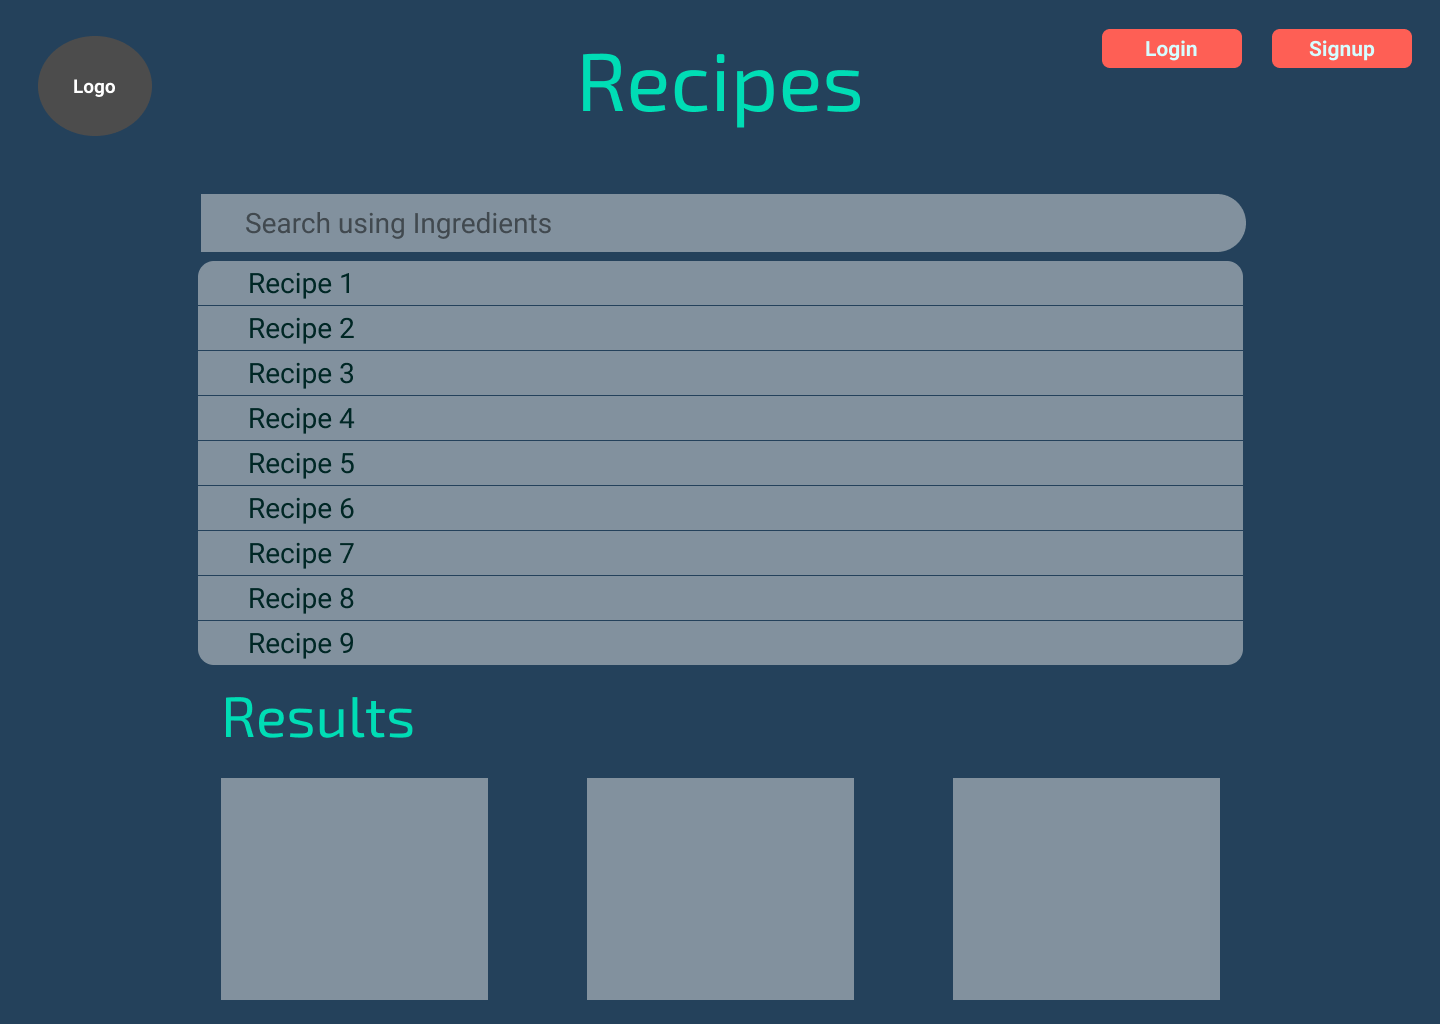 Logo
Recipes
Login
Signup
Search using Ingredients
Recipe 1
Recipe 2
Recipe 3
Recipe 4
Recipe 5
Recipe 6
Recipe 7
Recipe 8
Recipe 9
Results